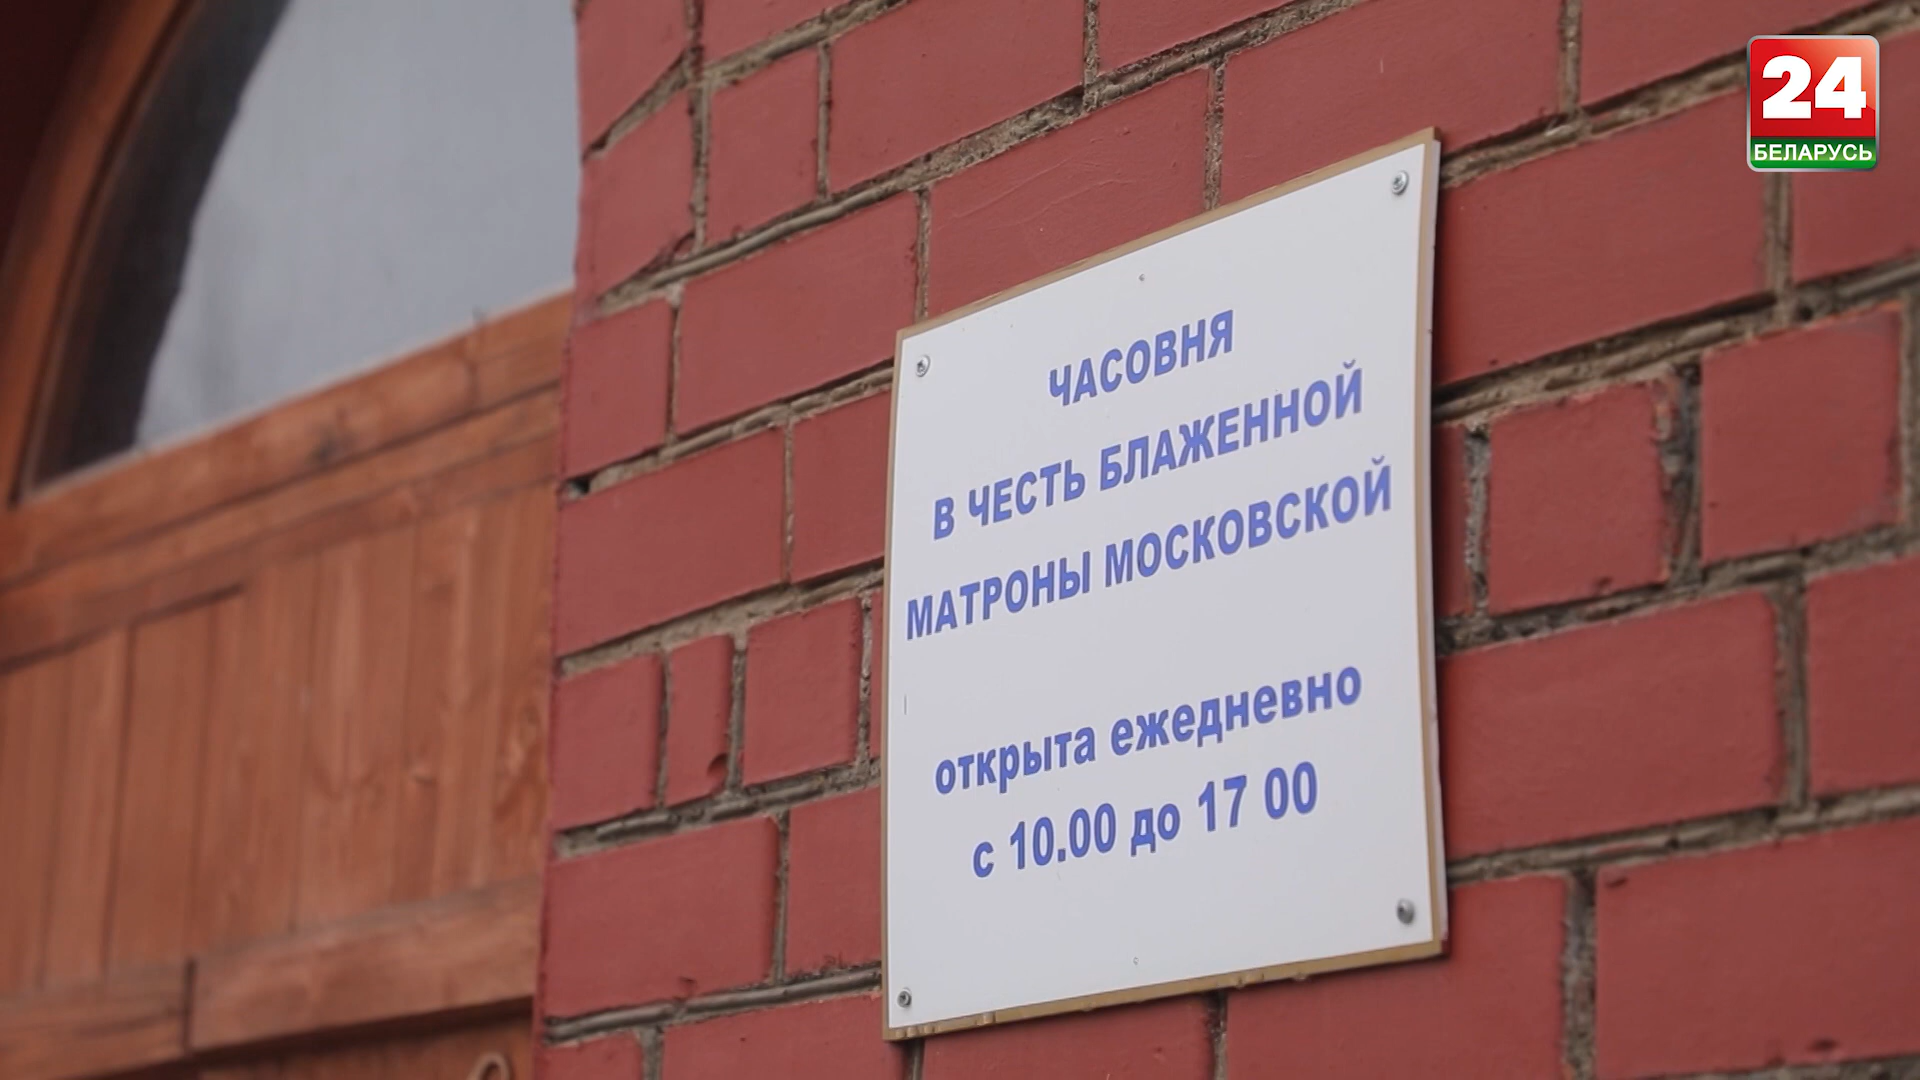 24
БЕЛАРУСЬ
ЧАСОВНЯ
В ЧЕСТЬ БЛАЖЕННОЙ
МАТРОНЫ МОСКОВСКОЙ
открыта ежедневно
с 10.00 до 17 00